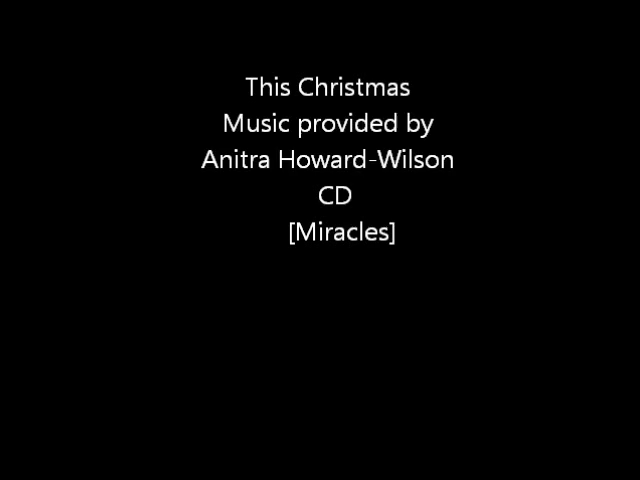 This Christmas
Music provided by
Anitra Howard-Wilson
CD
[Miracles]